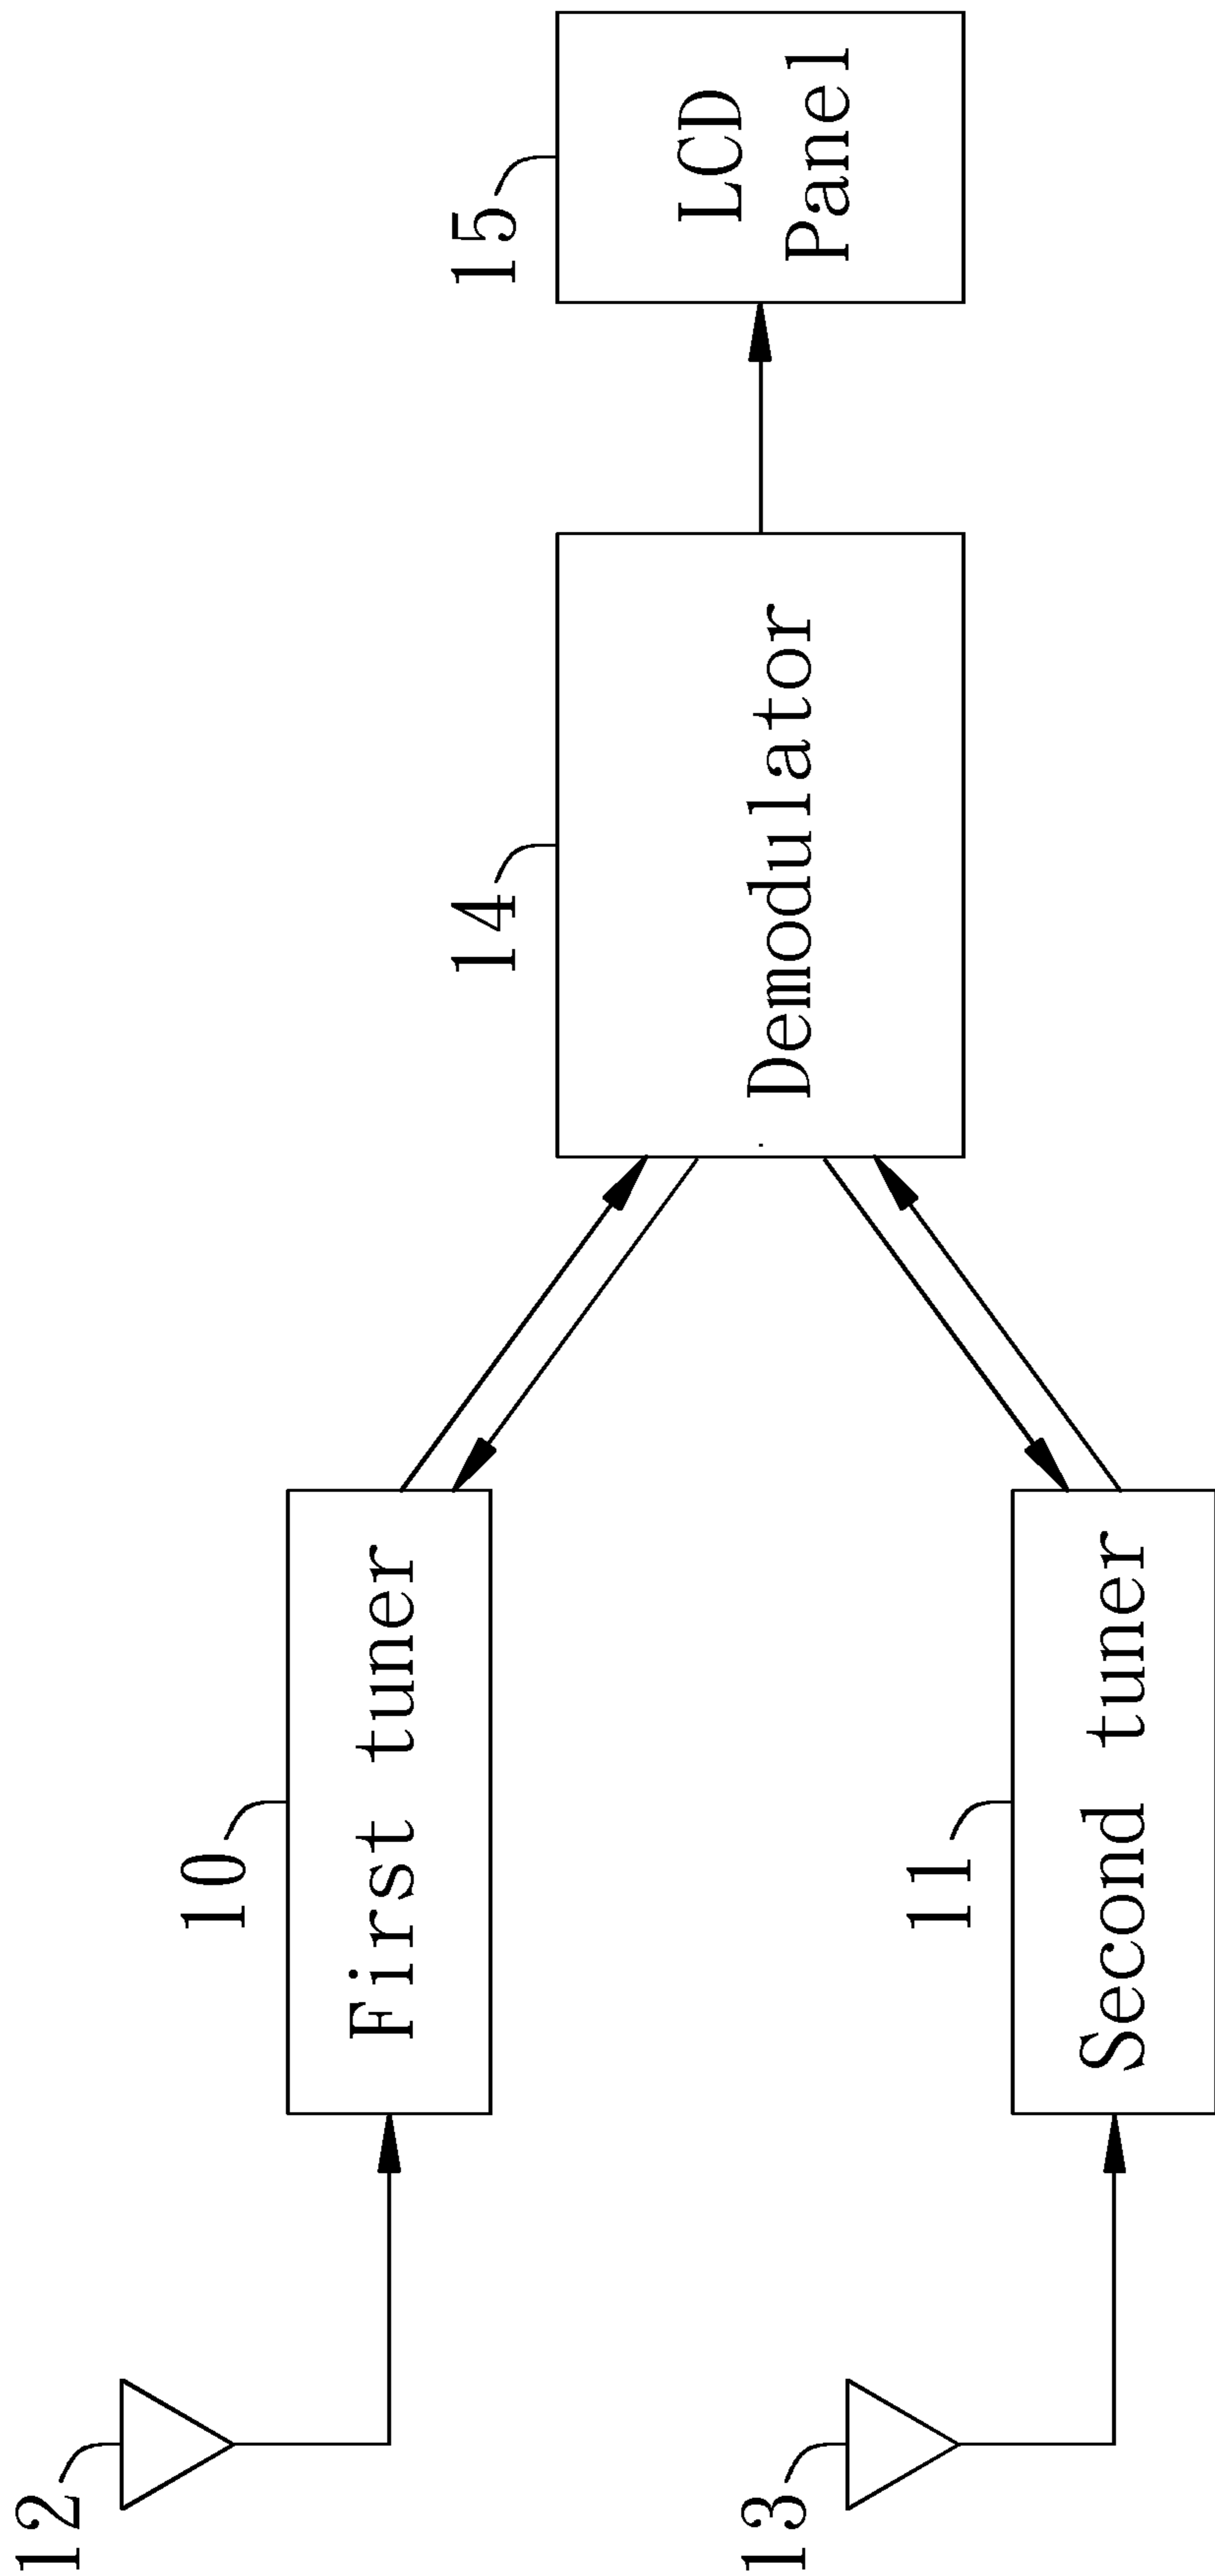 12
10
First tuner
14
Demodulator
15
LCD
Panel
13
11
Second tuner